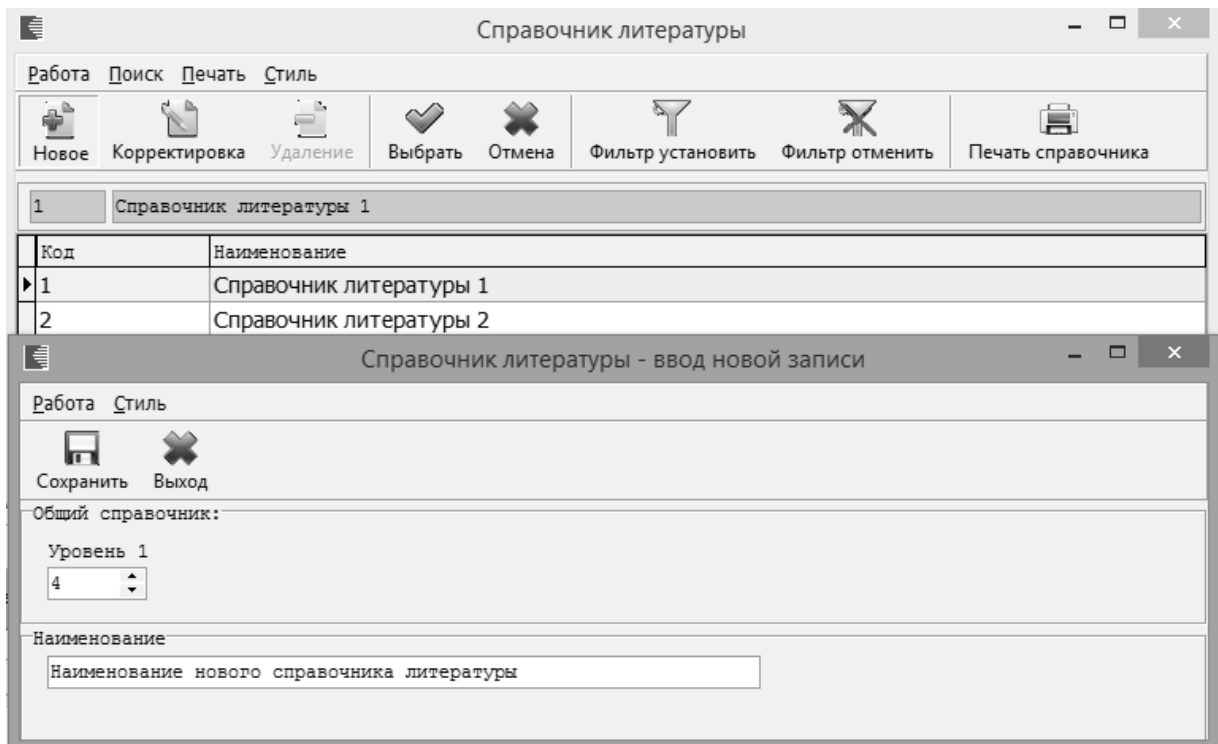 Справочник литературы
Работа Поиск Печать Стиль
Новое Корректировка Удаление Выбрать Отмена Фильтр установить Фильтр отменить Печать справочника
1 Справочник литературы 1
Код Наименование
1 Справочник литературы 1
2 Справочник литературы 2
Справочник литературы - ввод новой записи
Работа Стиль
Сохранить Выход
Общий справочник:
Уровень 1
4
Наименование
Наименование нового справочника литературы